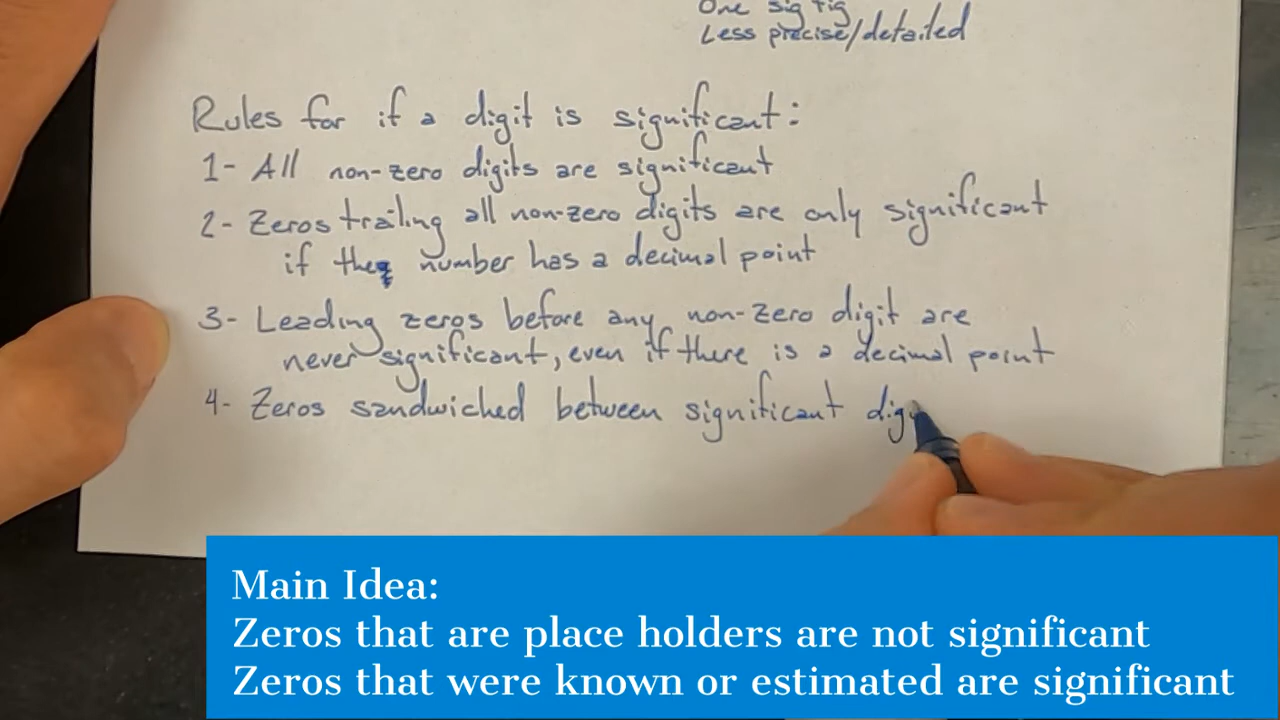 One sig fig
Less precise/detailed
Rules for if a digit is significant:
1- All non-zero digits are significant
2- Zeros trailing all non-zero digits are only significant
if the number has a decimal point
3- Leading zeros before any non-zero digit are
never significant, even if there is a decimal point
4- Zeros sandwiched between significant dig
Main Idea:
Zeros that are place holders are not significant
Zeros that were known or estimated are significant